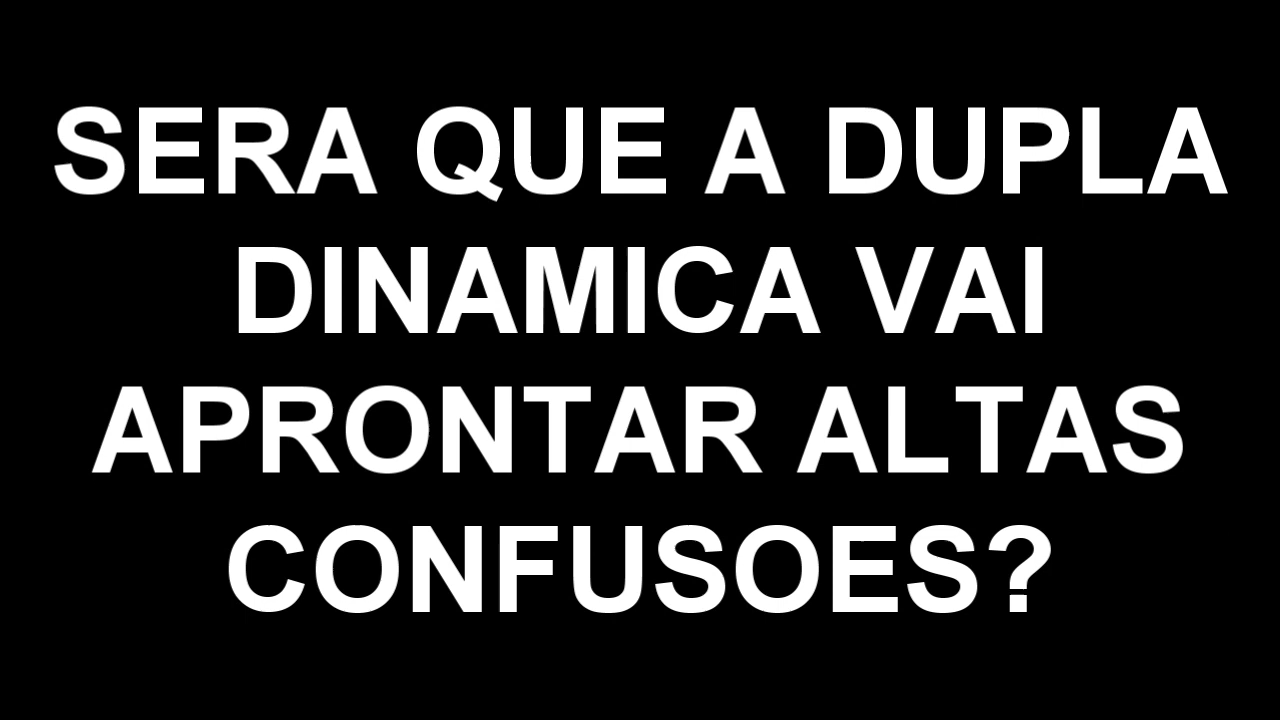 SERA QUE A DUPLA
DINAMICA VAI
APRONTAR ALTAS
CONFUSOES?